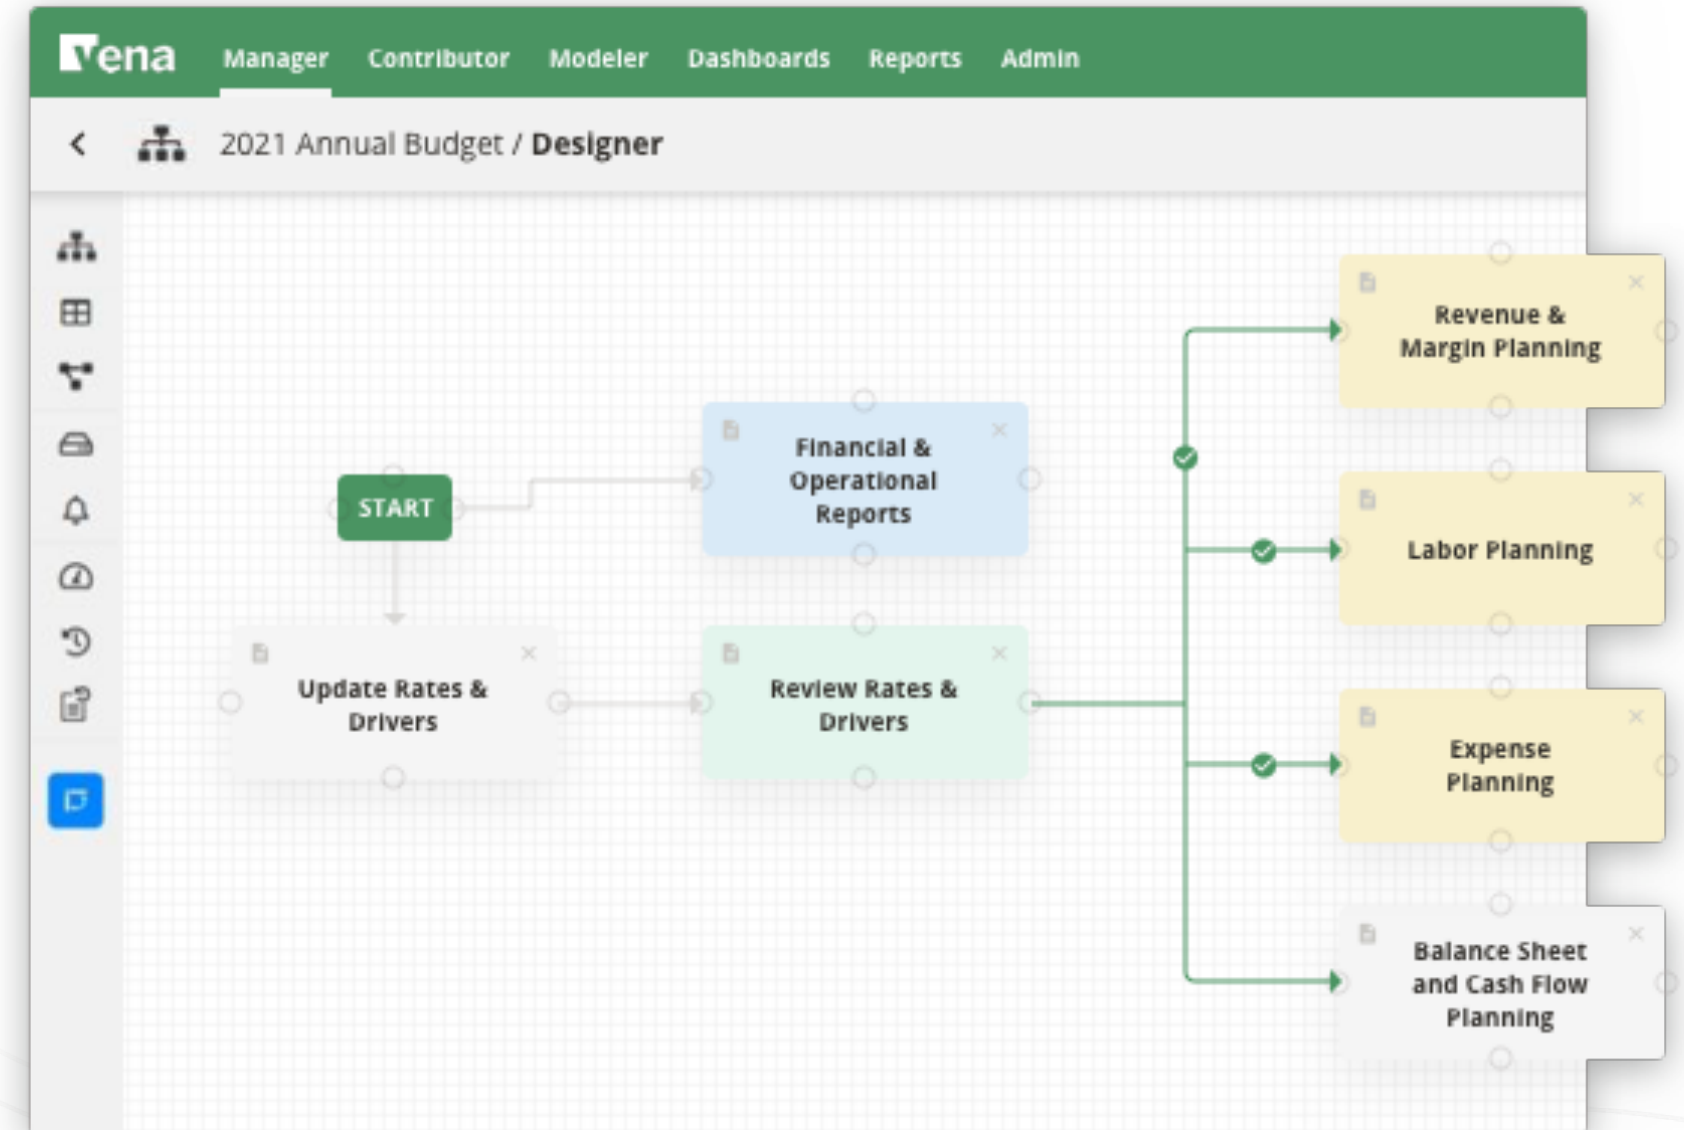 Vena
Manager Contributor Modeler Dashboards Reports Admin
2021 Annual Budget / Designer
START
Financial &
Operational
Reports
Update Rates &
Drivers
Review Rates &
Drivers
Revenue &
Margin Planning
Labor Planning
Expense
Planning
Balance Sheet
and Cash Flow
Planning